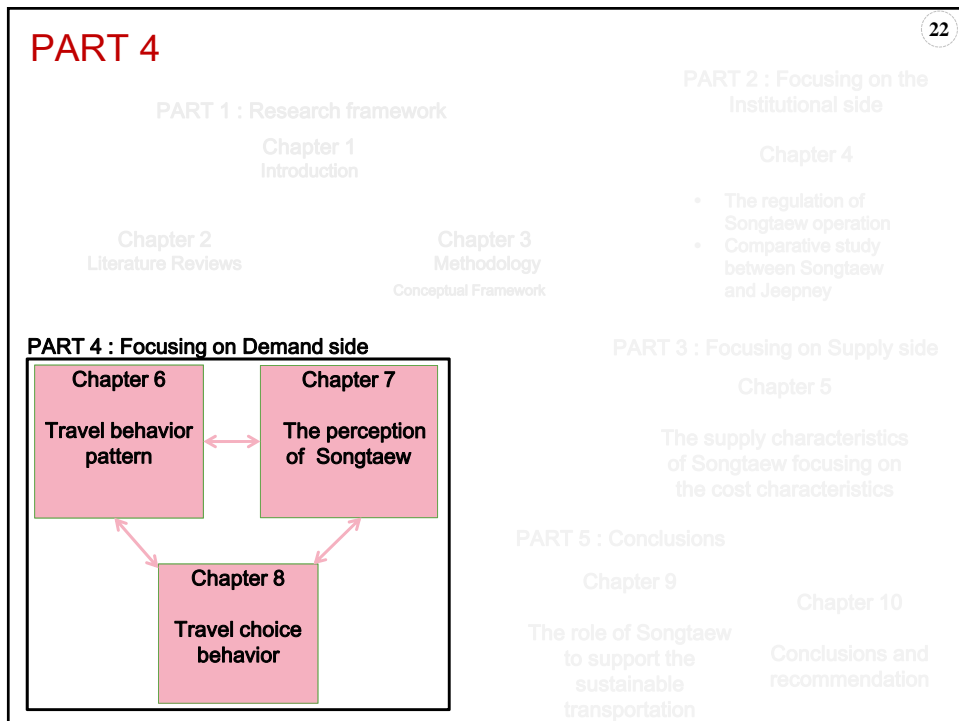 22
PART 4
PART 1 : Research framework
Chapter 1
Introduction
Chapter 2
Literature Reviews
Chapter 3
Methodology
Conceptual Framework
PART 2 : Focusing on the
Institutional side
Chapter 4
• The regulation of
Songtaew operation
• Comparative study
between Songtaew
and Jeepney
PART 4 : Focusing on Demand side
Chapter 6
Travel behavior
pattern
Chapter 7
The perception
of Songtaew
Chapter 8
Travel choice
behavior
PART 3 : Focusing on Supply side
Chapter 5
The supply characteristics
of Songtaew focusing on
the cost characteristics
PART 5 : Conclusions
Chapter 9
The role of Songtaew
to support the
sustainable
transportation
Chapter 10
Conclusions and
recommendation